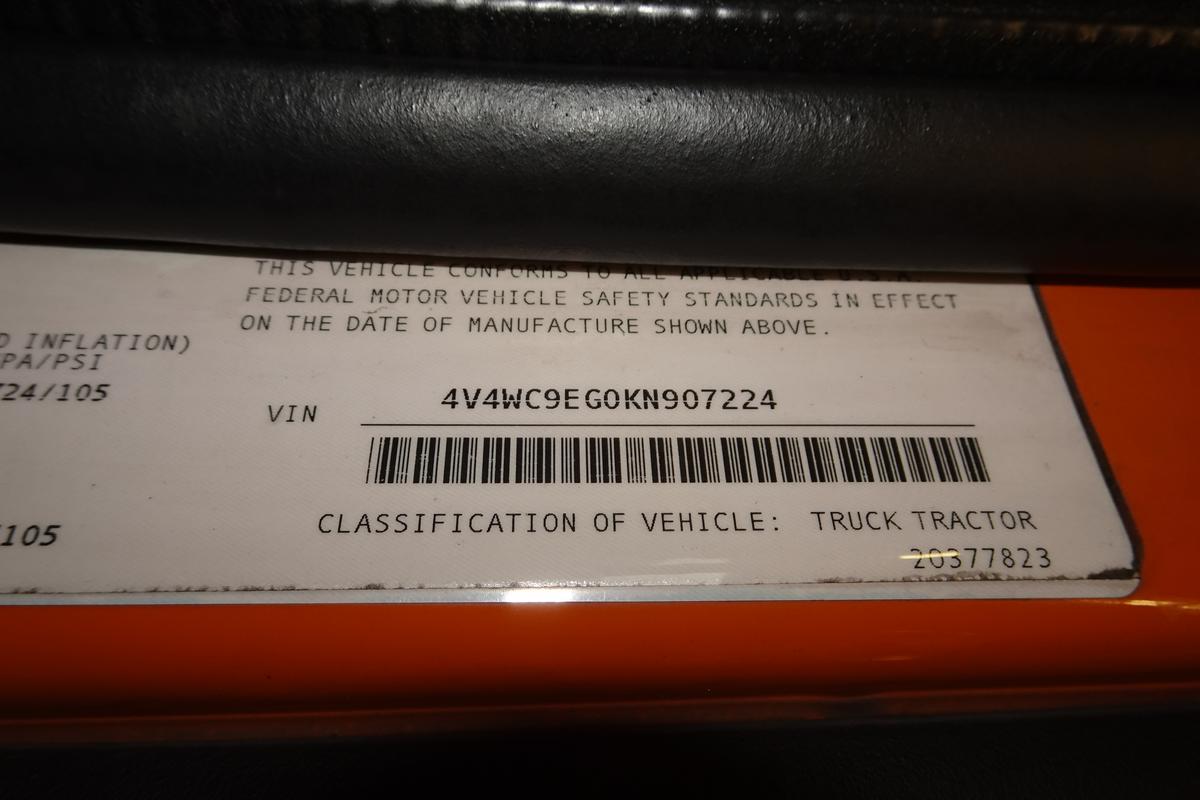 THIS VEHICLE CONFORMS TO ALL APPLICABLE U.S.A.
FEDERAL MOTOR VEHICLE SAFETY STANDARDS IN EFFECT
ON THE DATE OF MANUFACTURE SHOWN ABOVE.
D INFLATION)
PA/PSI
724/105
VIN 4V4WC9EG0KN907224
/105
CLASSIFICATION OF VEHICLE: TRUCK TRACTOR
20377823